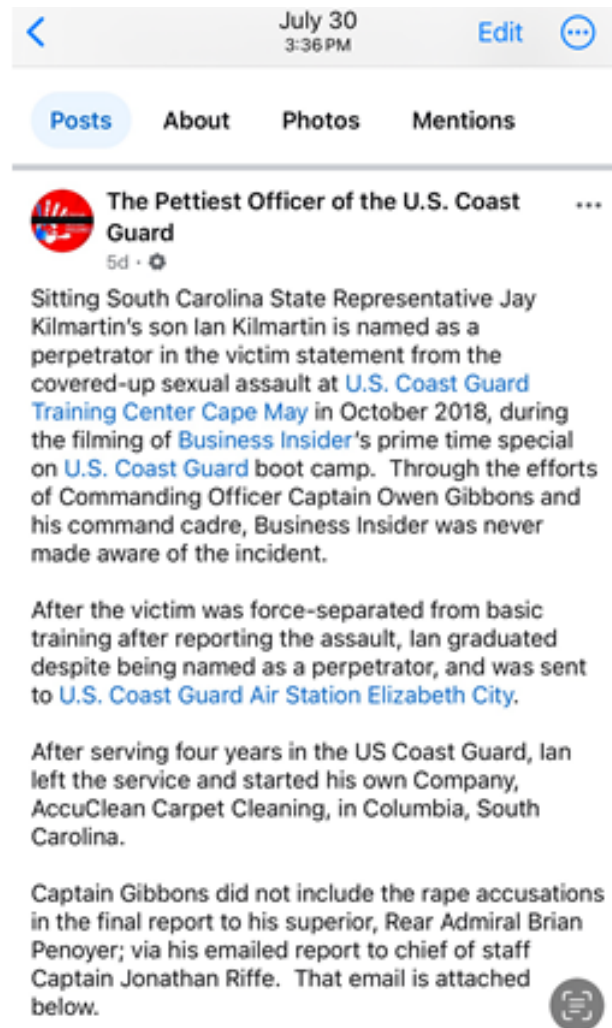 July 30
3:36 PM
Edit
Posts About Photos Mentions
The Pettiest Officer of the U.S. Coast
Guard
5d ·
Sitting South Carolina State Representative Jay
Kilmartin's son Ian Kilmartin is named as a
perpetrator in the victim statement from the
covered-up sexual assault at U.S. Coast Guard
Training Center Cape May in October 2018, during
the filming of Business Insider's prime time special
on U.S. Coast Guard boot camp.  Through the efforts
of Commanding Officer Captain Owen Gibbons and
his command cadre, Business Insider was never
made aware of the incident.
After the victim was force-separated from basic
training after reporting the assault, Ian graduated
despite being named as a perpetrator, and was sent
to U.S. Coast Guard Air Station Elizabeth City.
After serving four years in the US Coast Guard, Ian
left the service and started his own Company,
AccuClean Carpet Cleaning, in Columbia, South
Carolina.
Captain Gibbons did not include the rape accusations
in the final report to his superior, Rear Admiral Brian
Penoyer; via his emailed report to chief of staff
Captain Jonathan Riffe.  That email is attached
below.